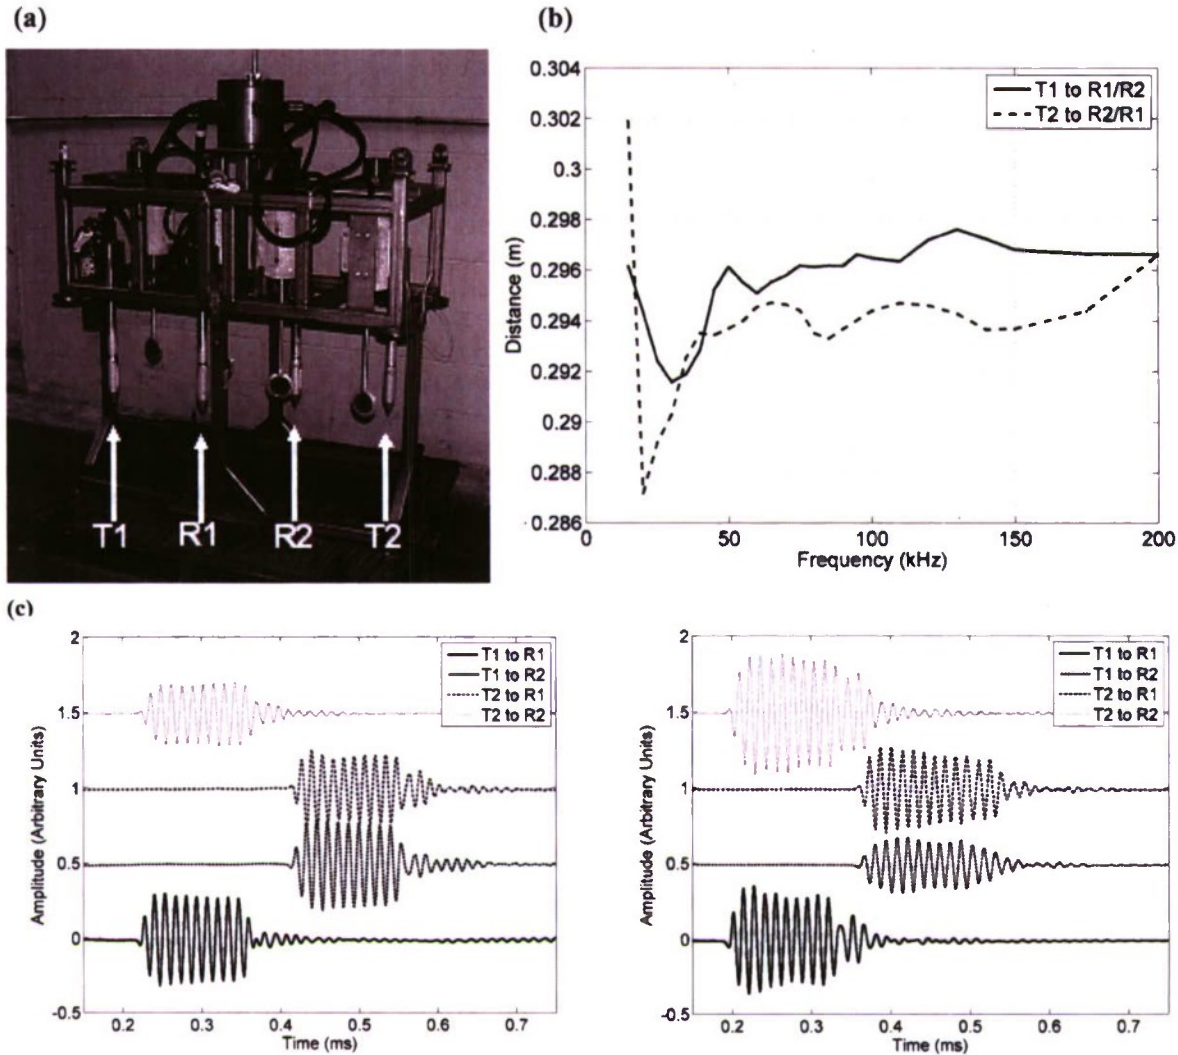 (a)
T1 R1 R2 T2
(b)
0.304
0.302
0.3
0.298
0.296
0.294
0.292
0.29
0.288
0.286
Distance (m)
0 50 100 150 200
Frequency (kHz)
T1 to R1/R2
T2 to R2/R1
(c)
2
1.5
1
0.5
0
-0.5
Amplitude (Arbitrary Units)
0.2 0.3 0.4 0.5 0.6 0.7
Time (ms)
T1 to R1
T1 to R2
T2 to R1
T2 to R2
2
1.5
1
0.5
0
-0.5
Amplitude (Arbitrary Units)
0.2 0.3 0.4 0.5 0.6 0.7
Time (ms)
T1 to R1
T1 to R2
T2 to R1
T2 to R2